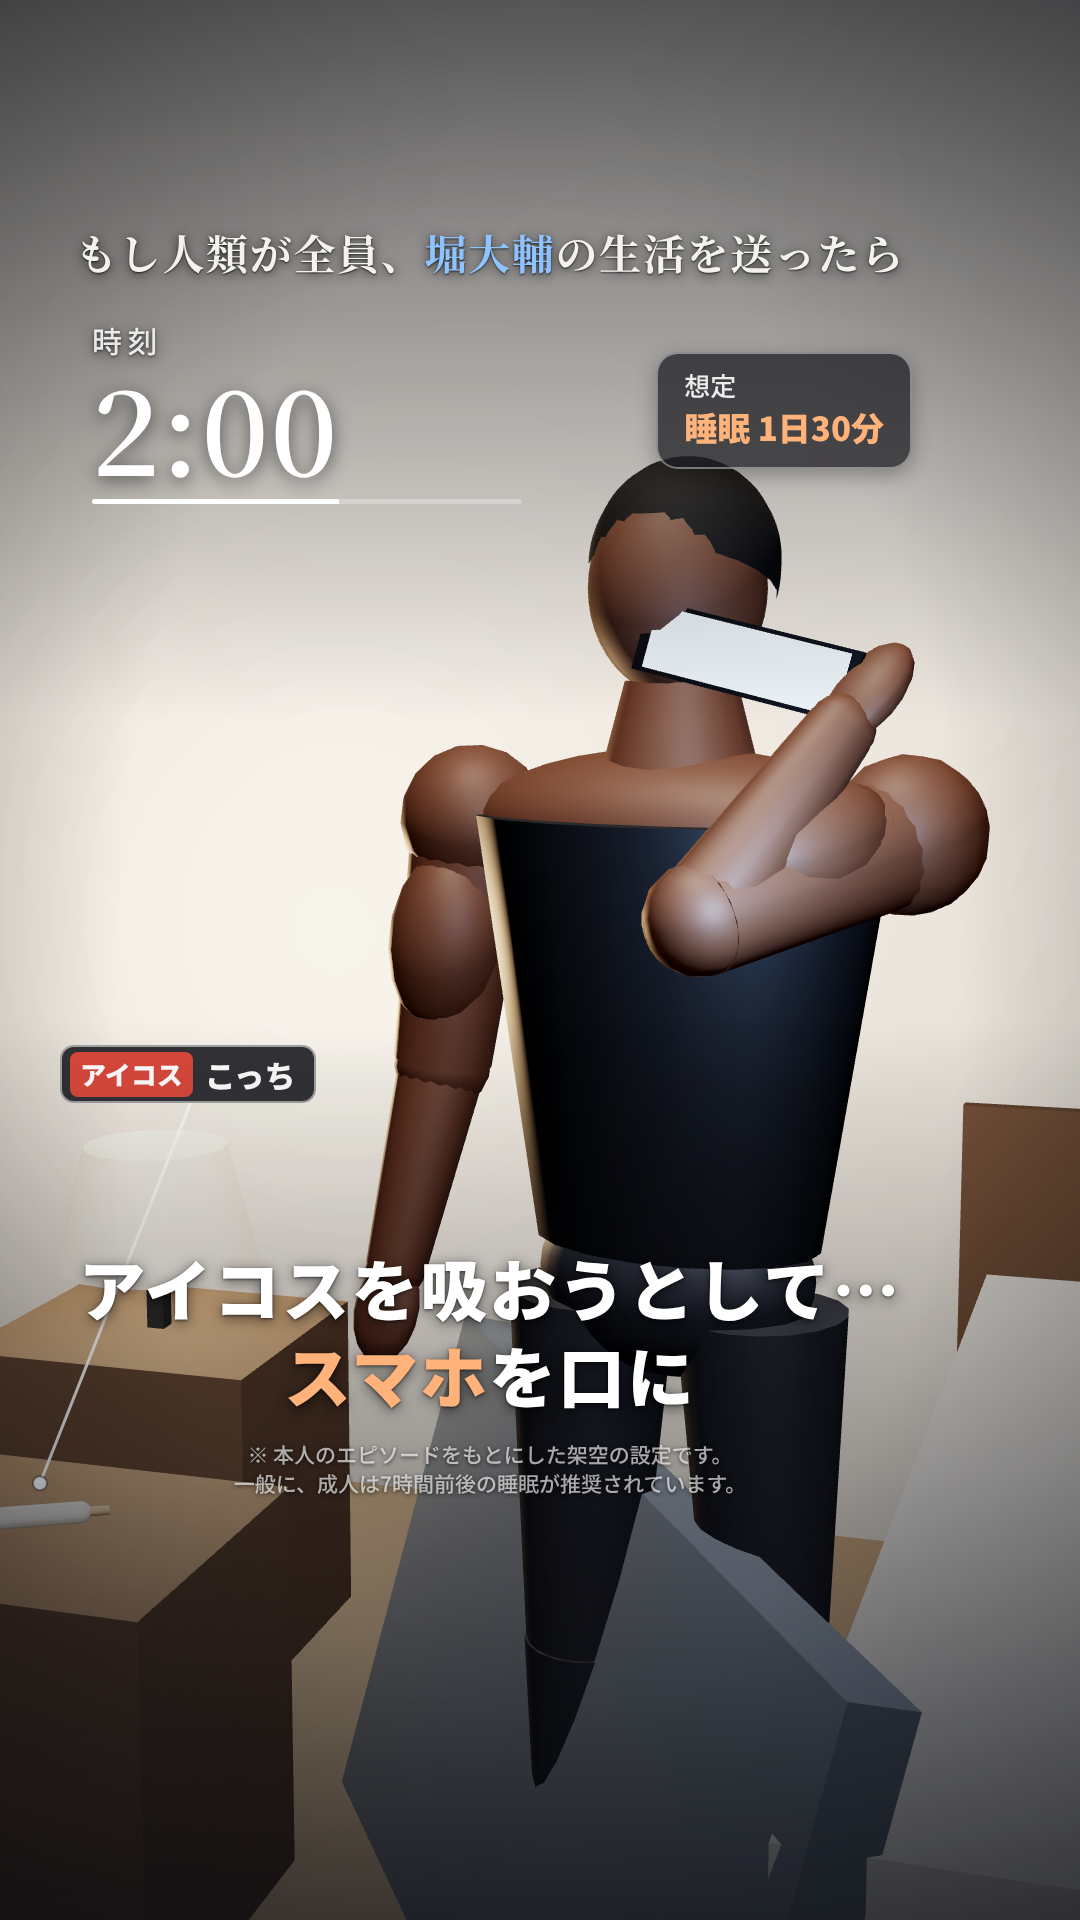 もし人類が全員、堀大輔の生活を送ったら
時刻
2:00
想定
睡眠 1日30分
アイコス こっち
アイコスを吸おうとして…
スマホを口に
※ 本人のエピソードをもとにした架空の設定です。
一般に、成人は7時間前後の睡眠が推奨されています。